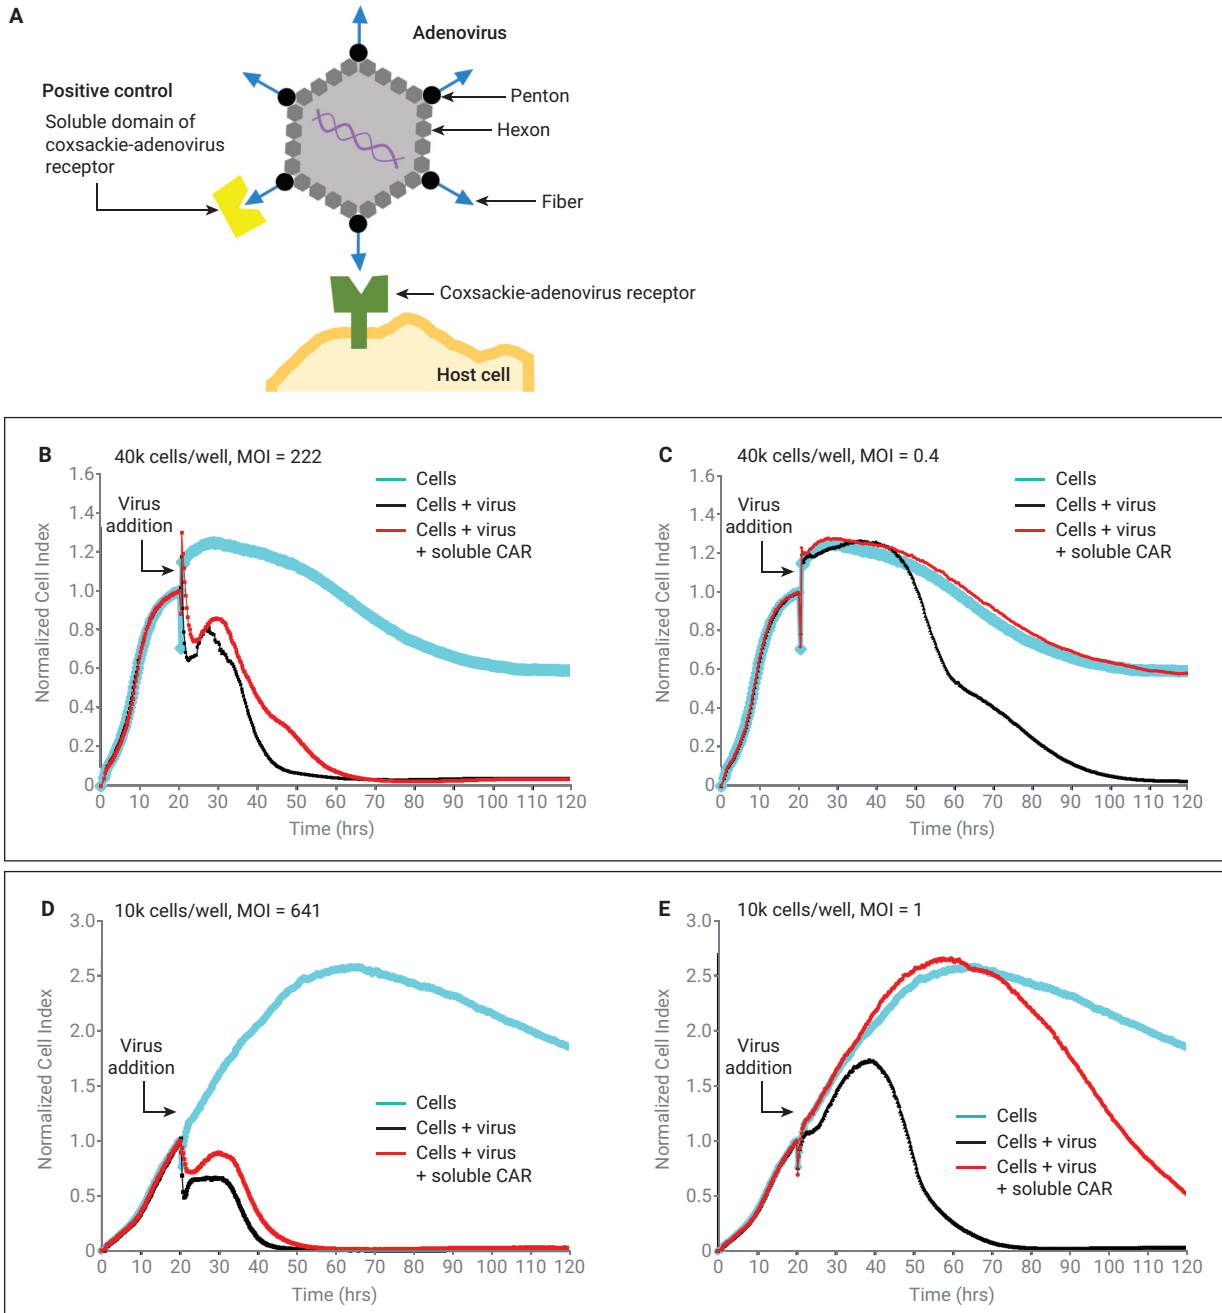 A
Adenovirus
Positive control
Soluble domain of
coxsackie-adenovirus
receptor
Penton
Hexon
Fiber
Coxsackie-adenovirus receptor
Host cell
B
40k cells/well, MOI = 222
Virus
addition
Cells
Cells + virus
Cells + virus
+ soluble CAR
Normalized Cell Index
1.6
1.4
1.2
1.0
0.8
0.6
0.4
0.2
0
0 10 20 30 40 50 60 70 80 90 100 110 120
Time (hrs)
C
40k cells/well, MOI = 0.4
Virus
addition
Cells
Cells + virus
Cells + virus
+ soluble CAR
Normalized Cell Index
1.6
1.4
1.2
1.0
0.8
0.6
0.4
0.2
0
0 10 20 30 40 50 60 70 80 90 100 110 120
Time (hrs)
D
10k cells/well, MOI = 641
Virus
addition
Cells
Cells + virus
Cells + virus
+ soluble CAR
Normalized Cell Index
3.0
2.5
2.0
1.5
1.0
0.5
0
0 10 20 30 40 50 60 70 80 90 100 110 120
Time (hrs)
E
10k cells/well, MOI = 1
Virus
addition
Cells
Cells + virus
Cells + virus
+ soluble CAR
Normalized Cell Index
3.0
2.5
2.0
1.5
1.0
0.5
0
0 10 20 30 40 50 60 70 80 90 100 110 120
Time (hrs)